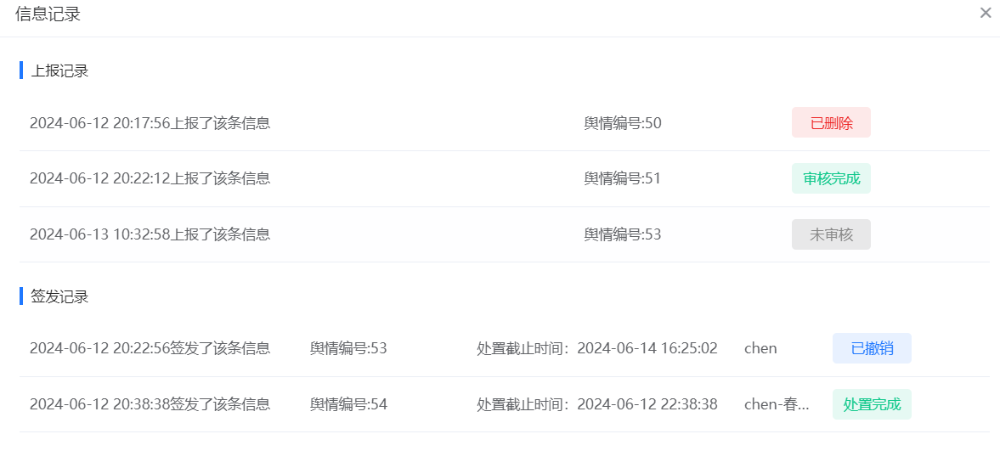 信息记录
上报记录
2024-06-12 20:17:56上报了该条信息 舆情编号:50 已删除
2024-06-12 20:22:12上报了该条信息 舆情编号:51 审核完成
2024-06-13 10:32:58上报了该条信息 舆情编号:53 未审核
签发记录
2024-06-12 20:22:56签发了该条信息 舆情编号:53 处置截止时间：2024-06-14 16:25:02 chen 已撤销
2024-06-12 20:38:38签发了该条信息 舆情编号:54 处置截止时间：2024-06-12 22:38:38 chen-春... 处置完成